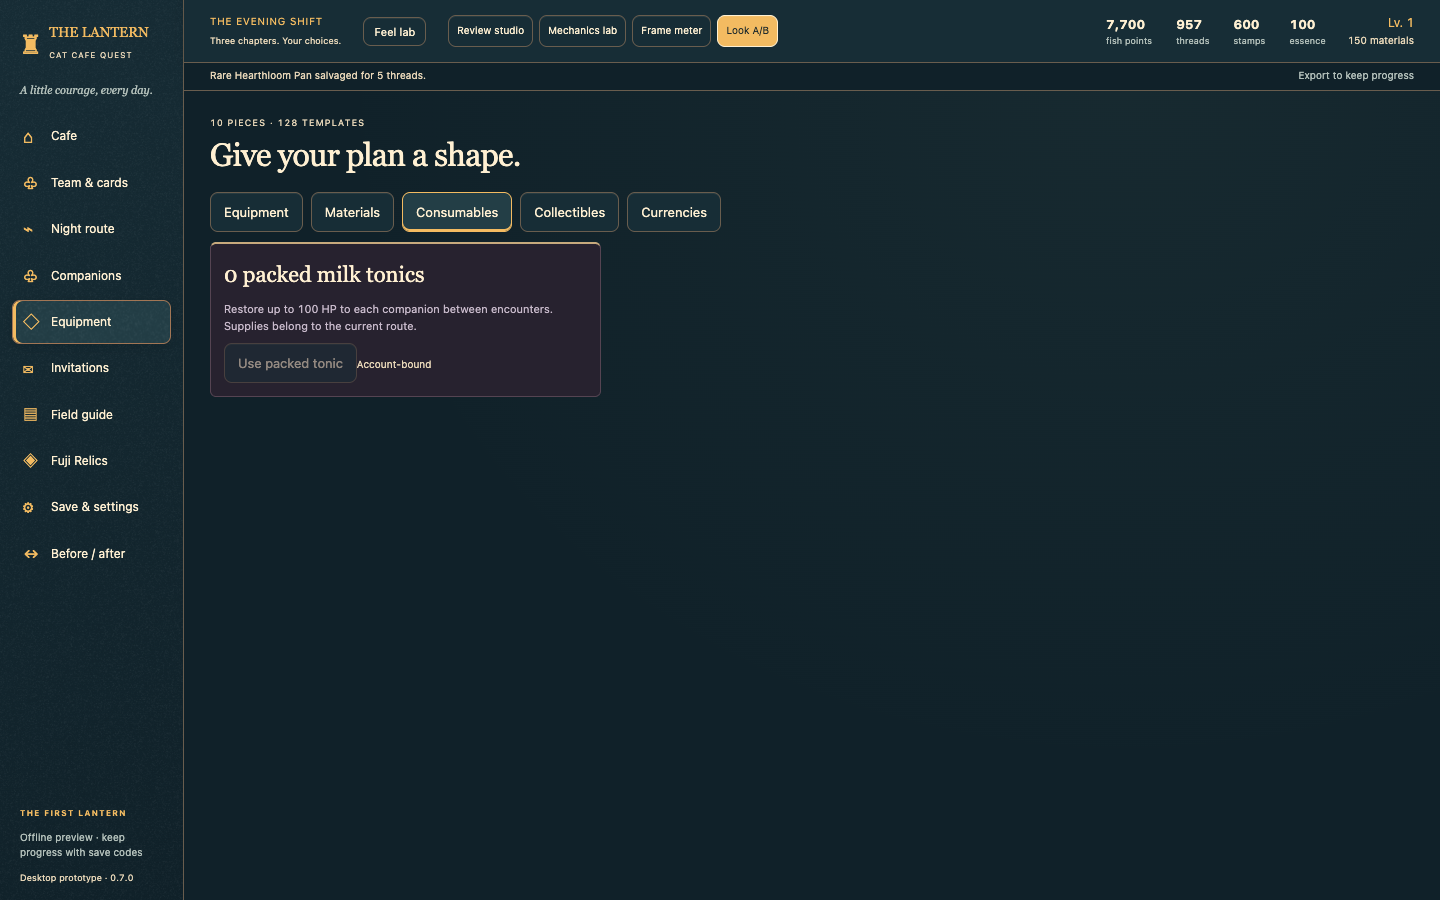 THE LANTERN
CAT CAFE QUEST
A little courage, every day.
Cafe
Team & cards
Night route
Companions
Equipment
Invitations
Field guide
Fuji Relics
Save & settings
Before / after
THE FIRST LANTERN
Offline preview · keep
progress with save codes
Desktop prototype · 0.7.0
THE EVENING SHIFT
Three chapters. Your choices.
Feel lab
Review studio
Mechanics lab
Frame meter
Look A/B
7,700
fish points
957
threads
600
stamps
100
essence
Lv. 1
150 materials
Rare Hearthloom Pan salvaged for 5 threads.
Export to keep progress
10 PIECES · 128 TEMPLATES
Give your plan a shape.
Equipment
Materials
Consumables
Collectibles
Currencies
0 packed milk tonics
Restore up to 100 HP to each companion between encounters.
Supplies belong to the current route.
Use packed tonic
Account-bound